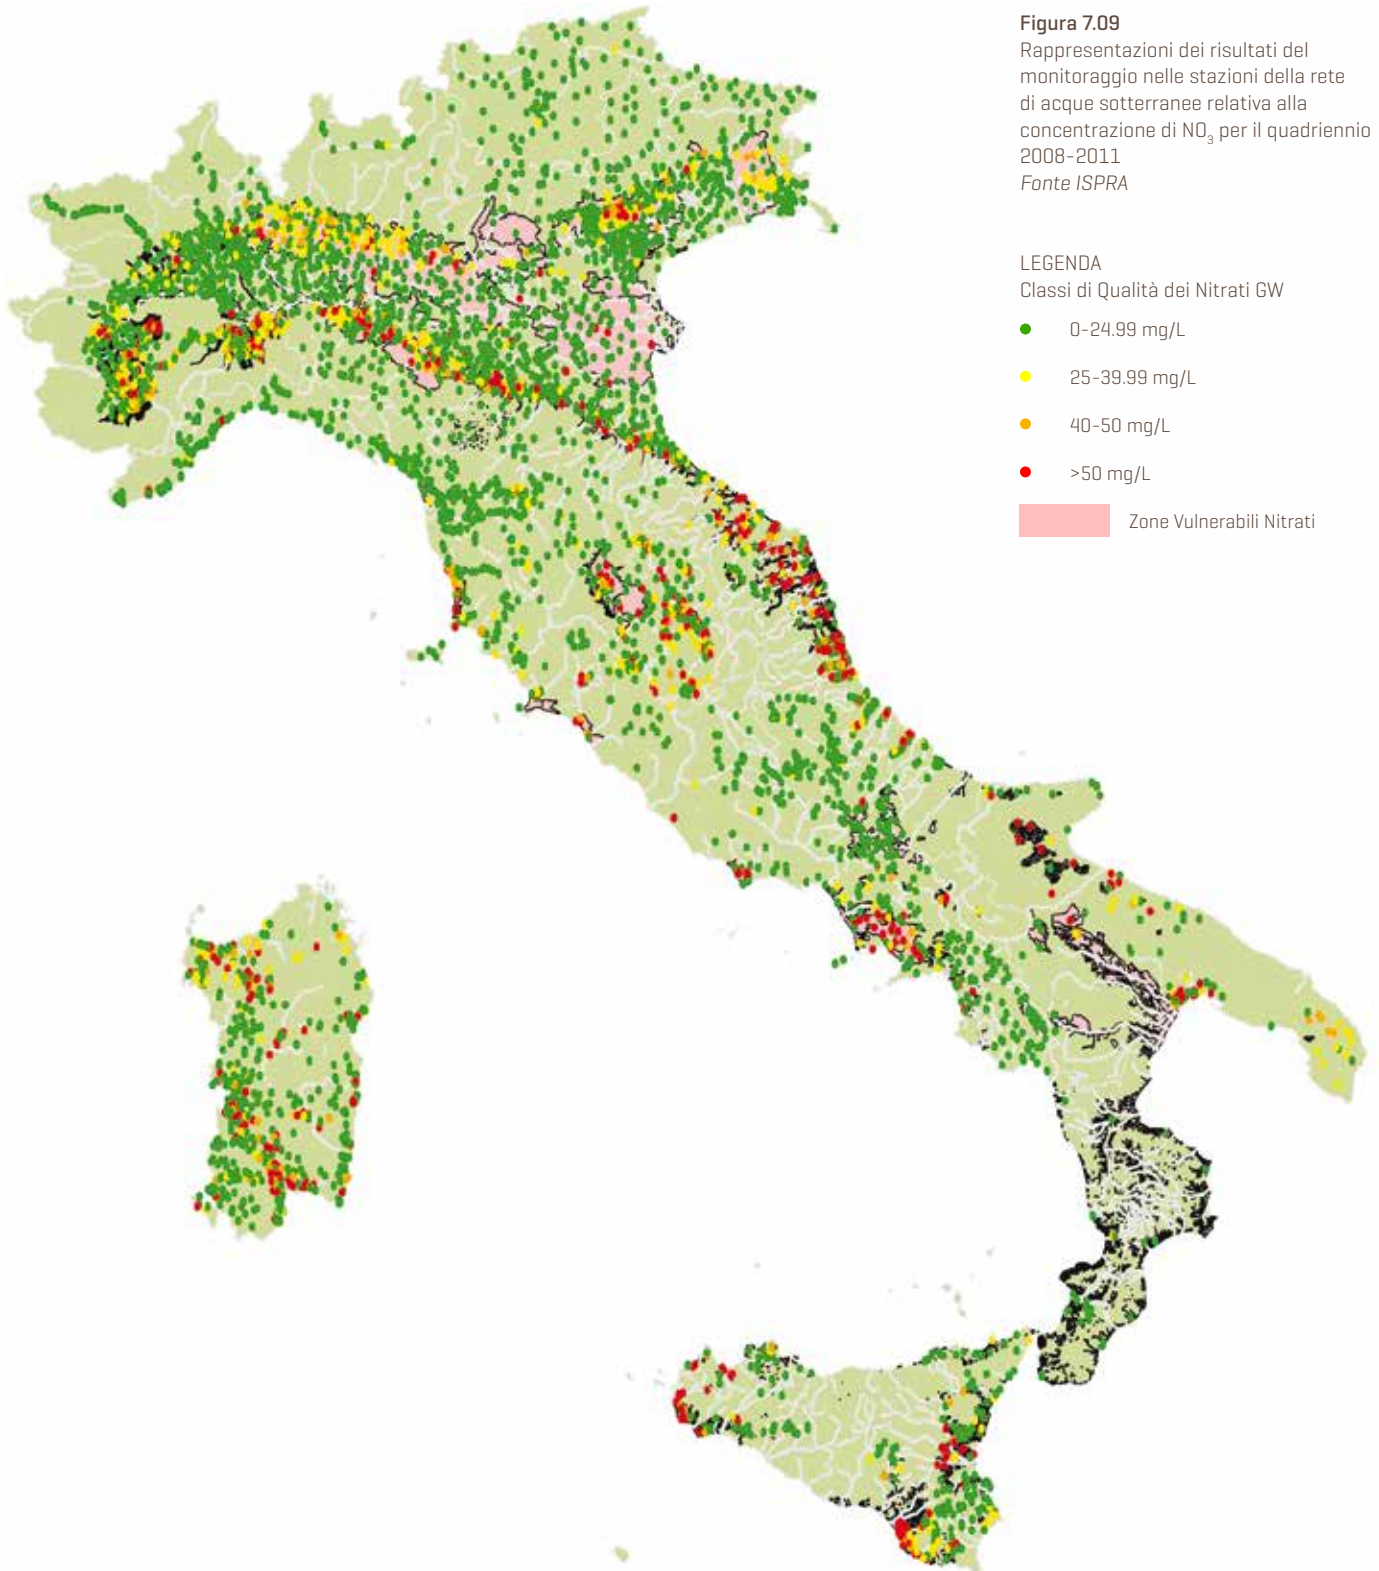 Figura 7.09
Rappresentazioni dei risultati del
monitoraggio nelle stazioni della rete
di acque sotterranee relativa alla
concentrazione di NO₃ per il quadriennio
2008-2011
Fonte ISPRA
LEGENDA
Classi di Qualità dei Nitrati GW
0-24.99 mg/L
25-39.99 mg/L
40-50 mg/L
>50 mg/L
Zone Vulnerabili Nitrati